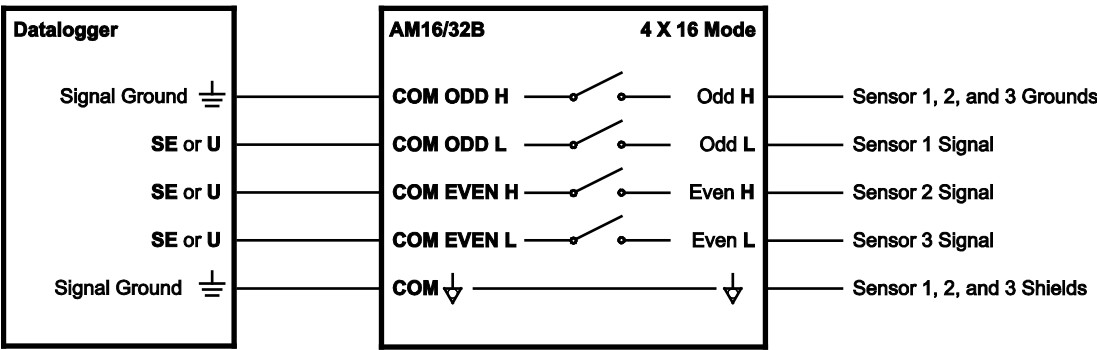 Datalogger
AM16/32B 4 X 16 Mode
Signal Ground COM ODD H Odd H Sensor 1, 2, and 3 Grounds
SE or U COM ODD L Odd L Sensor 1 Signal
SE or U COM EVEN H Even H Sensor 2 Signal
SE or U COM EVEN L Even L Sensor 3 Signal
Signal Ground COM Sensor 1, 2, and 3 Shields